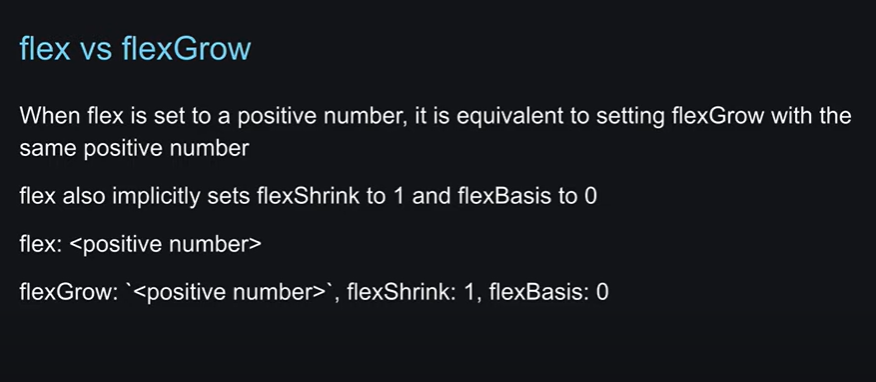 flex vs flexGrow
When flex is set to a positive number, it is equivalent to setting flexGrow with the
same positive number
flex also implicitly sets flexShrink to 1 and flexBasis to 0
flex: <positive number>
flexGrow: `<positive number>`, flexShrink: 1, flexBasis: 0